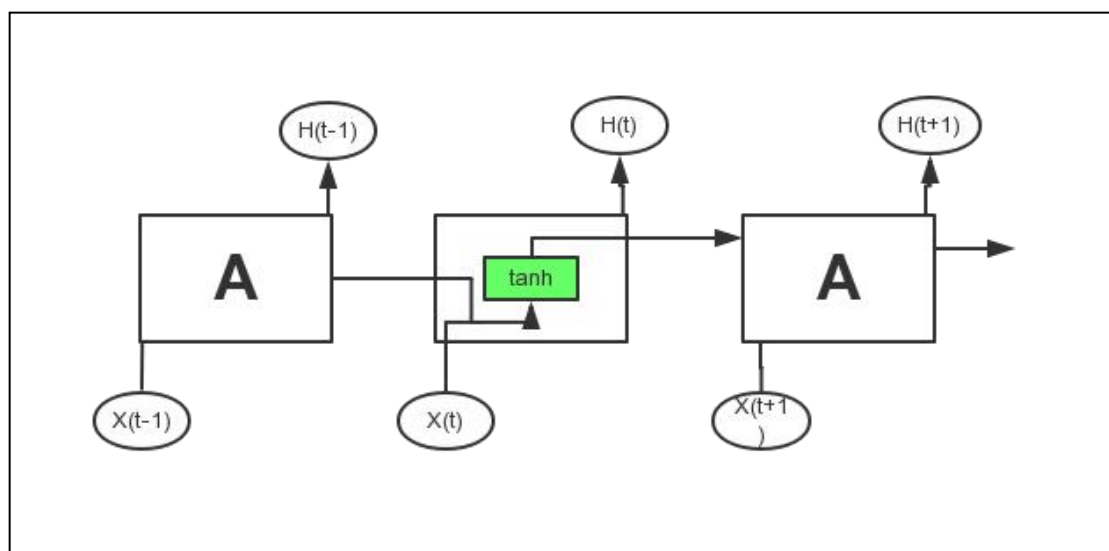 H(t-1)
H(t)
H(t+1)
A
tanh
A
X(t-1)
X(t)
X(t+1
)